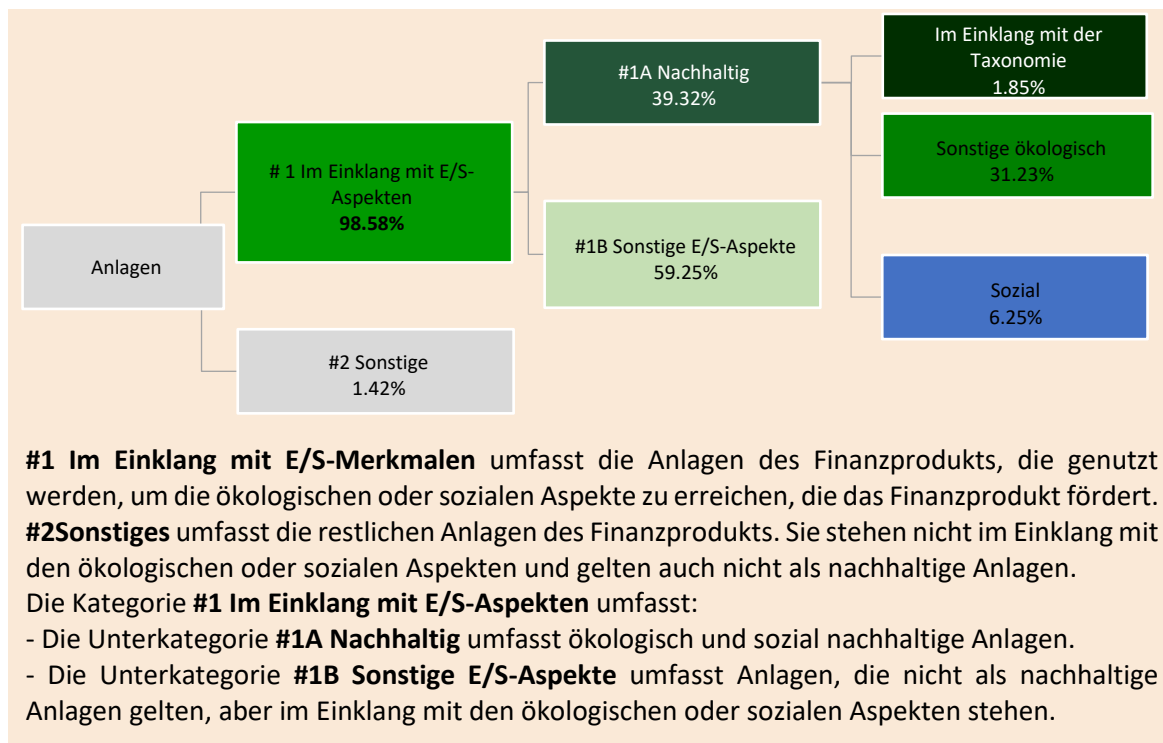 Anlagen
# 1 Im Einklang mit E/S-
Aspekten
98.58%
#2 Sonstige
1.42%
#1A Nachhaltig
39.32%
#1B Sonstige E/S-Aspekte
59.25%
Im Einklang mit der
Taxonomie
1.85%
Sonstige ökologisch
31.23%
Sozial
6.25%
#1 Im Einklang mit E/S-Merkmalen umfasst die Anlagen des Finanzprodukts, die genutzt
werden, um die ökologischen oder sozialen Aspekte zu erreichen, die das Finanzprodukt fördert.
#2Sonstiges umfasst die restlichen Anlagen des Finanzprodukts. Sie stehen nicht im Einklang mit
den ökologischen oder sozialen Aspekten und gelten auch nicht als nachhaltige Anlagen.
Die Kategorie #1 Im Einklang mit E/S-Aspekten umfasst:
- Die Unterkategorie #1A Nachhaltig umfasst ökologisch und sozial nachhaltige Anlagen.
- Die Unterkategorie #1B Sonstige E/S-Aspekte umfasst Anlagen, die nicht als nachhaltige
Anlagen gelten, aber im Einklang mit den ökologischen oder sozialen Aspekten stehen.